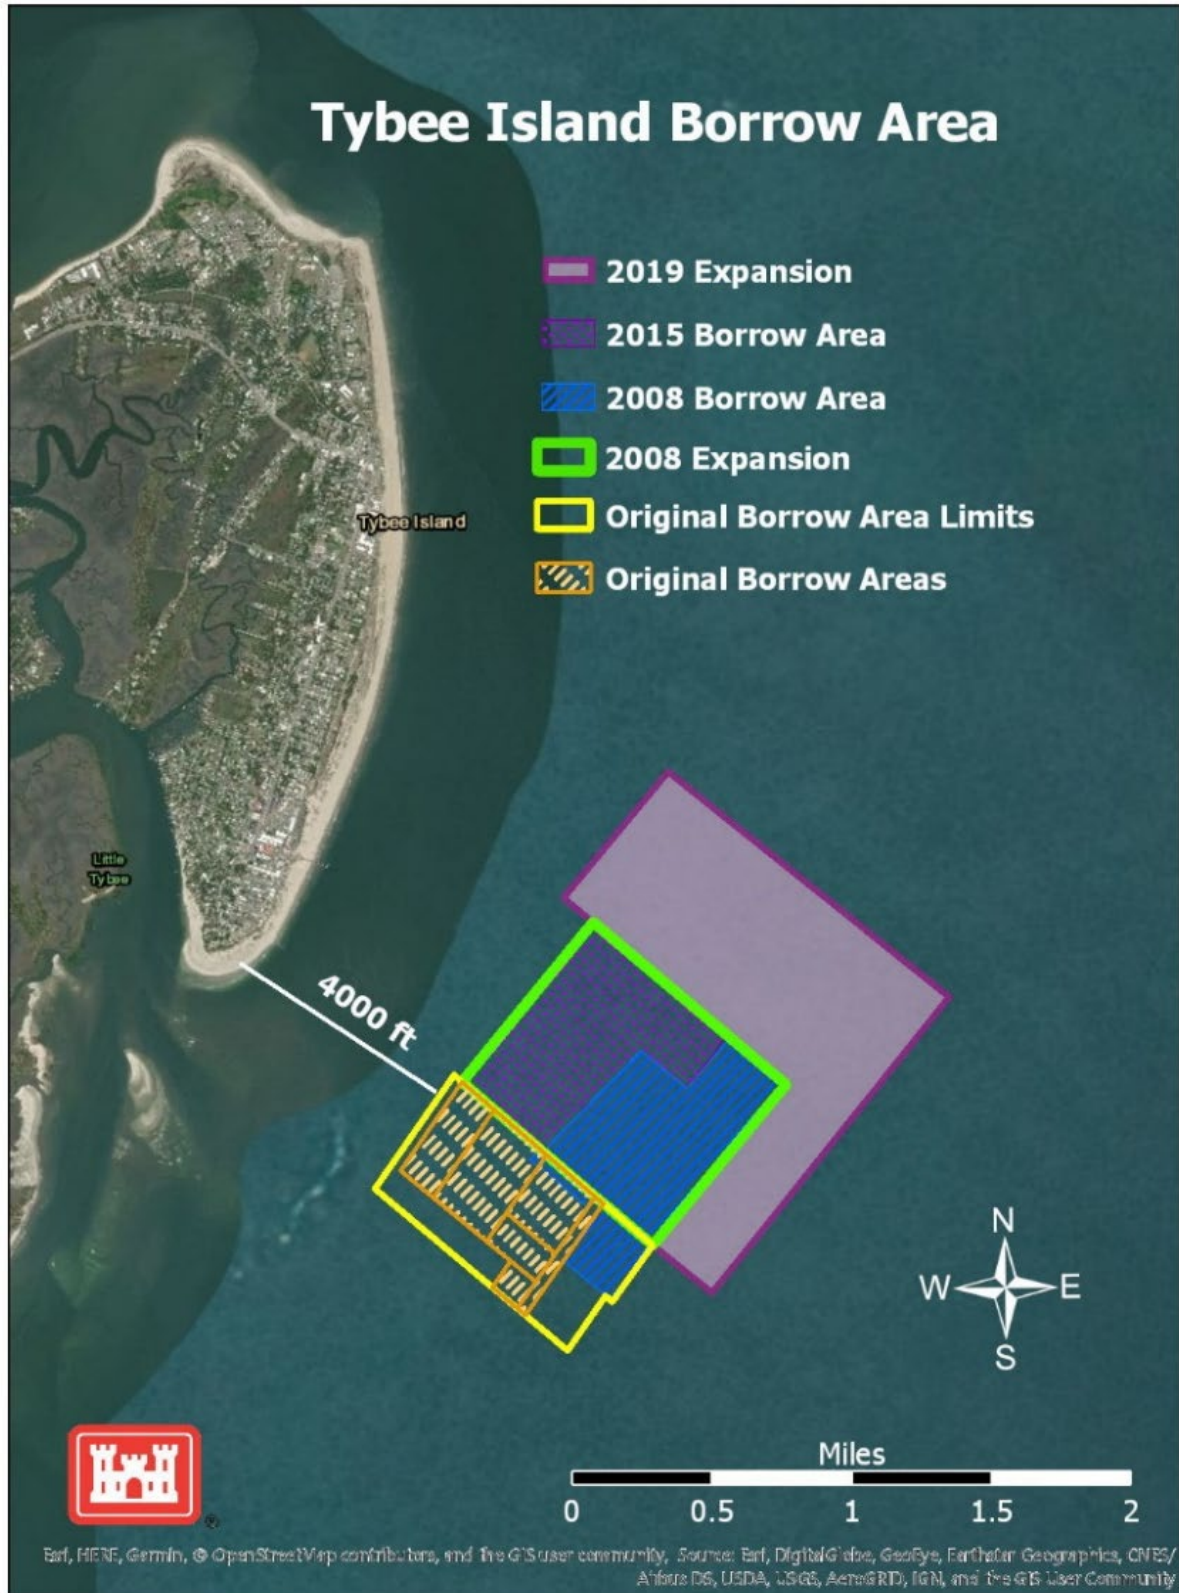 Tybee Island Borrow Area
2019 Expansion
2015 Borrow Area
2008 Borrow Area
2008 Expansion
Original Borrow Area Limits
Original Borrow Areas
Tybee Island
Little
Tybee
4000 ft
N
W E
S
Miles
0 0.5 1 1.5 2
®
Esri, HERE, Garmin, © OpenStreetMap contributors, and the GIS user community, Source: Esri, DigitalGlobe, GeoEye, Earthstar Geographics, CNES/
Airbus DS, USDA, USGS, AeroGRID, IGN, and the GIS User Community